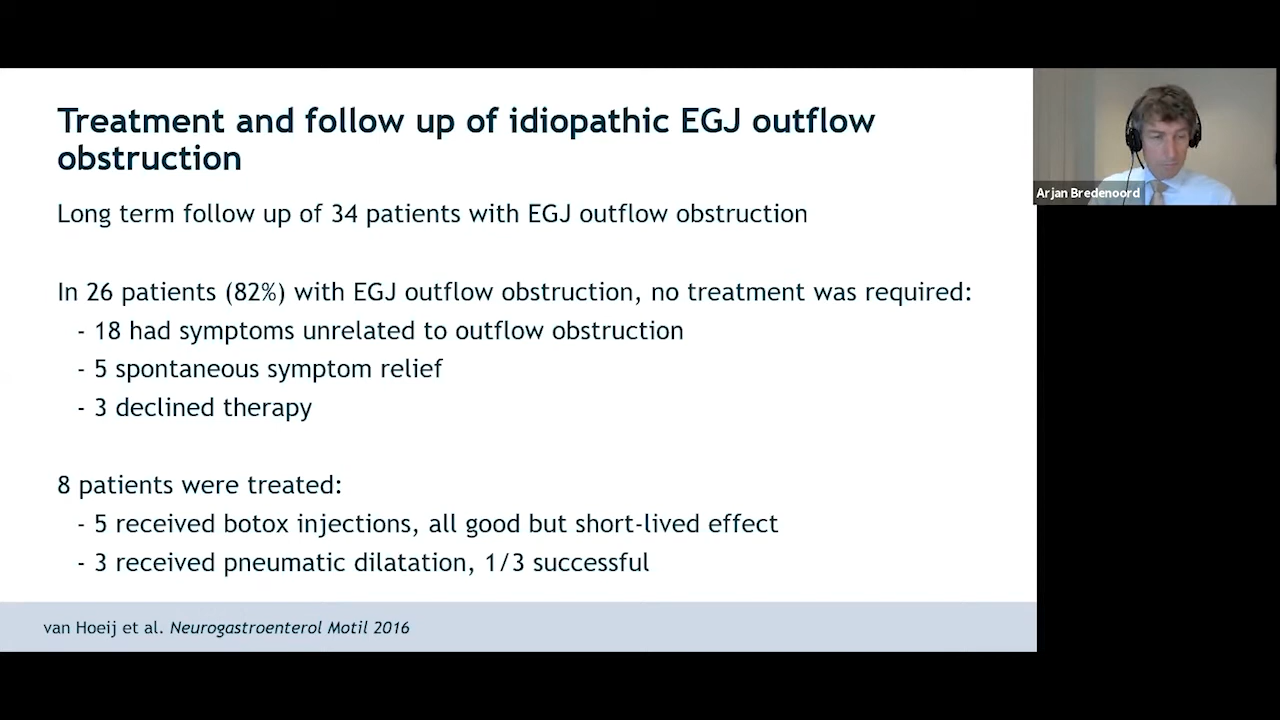 Treatment and follow up of idiopathic EGJ outflow
obstruction
Long term follow up of 34 patients with EGJ outflow obstruction
In 26 patients (82%) with EGJ outflow obstruction, no treatment was required:
- 18 had symptoms unrelated to outflow obstruction
- 5 spontaneous symptom relief
- 3 declined therapy
8 patients were treated:
- 5 received botox injections, all good but short-lived effect
- 3 received pneumatic dilatation, 1/3 successful
van Hoeij et al. Neurogastroenterol Motil 2016
Arjan Bredenoord